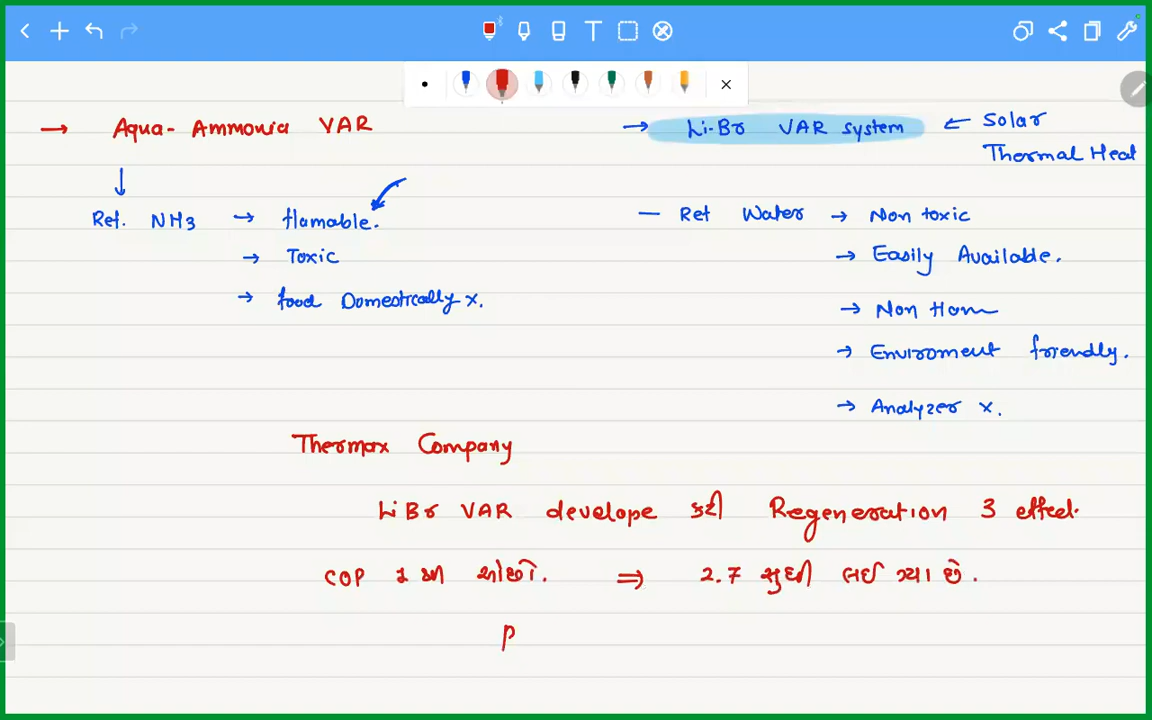 → Aqua-Ammonia VAR
Ref. NH3 → flamable.
→ Toxic
→ food Domestically x.
→ Li-Br VAR system ← Solar
Thermal Heat
— Ref Water → Non toxic
→ Easily Available.
→ Non Harm
→ Enviroment friendly.
→ Analyzer x.
Thermax Company
LiBr VAR develope કરી Regeneration 3 effect.
COP 1 ઓછો. ⇒ 2.7 સુધી લઈ ગયા છે.
P